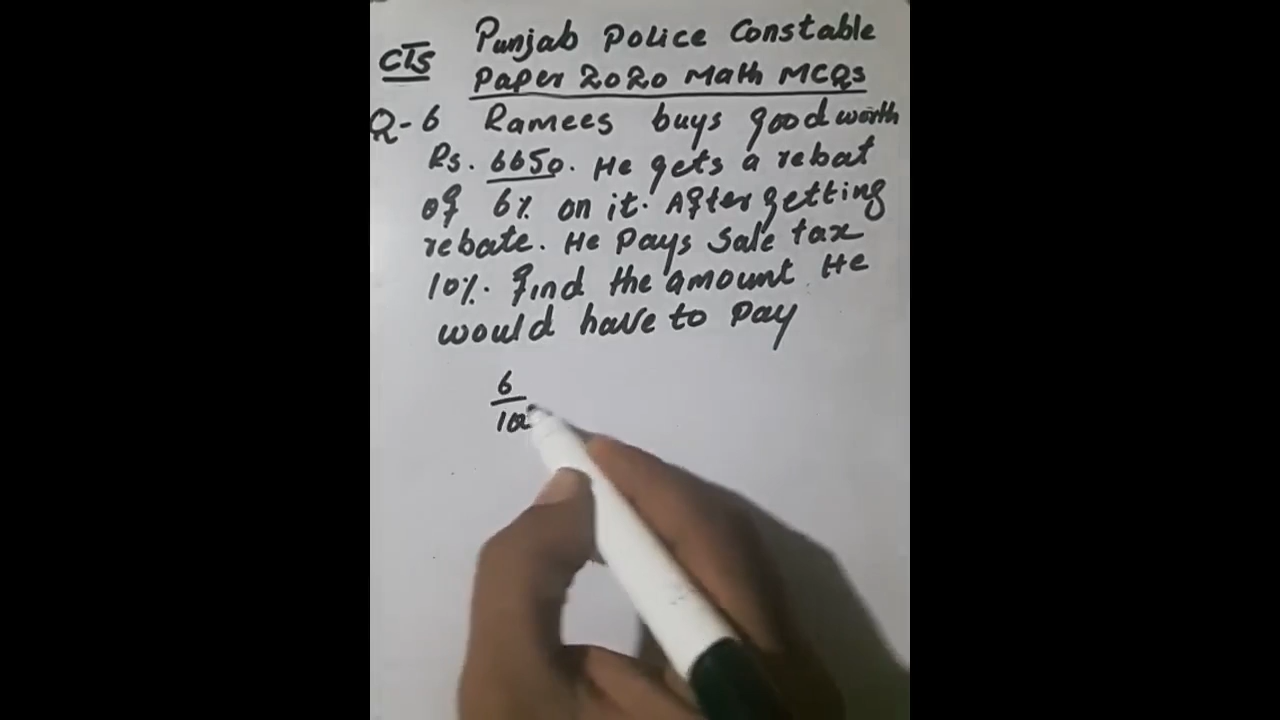 CTS Punjab Police Constable
Paper 2020 Math MCQs
Q-6 Ramees buys good worth
Rs. 6650. He gets a rebat
of 6% on it. After getting
rebate. He Pays Sale tax
10%. find the amount He
would have to Pay
6
10